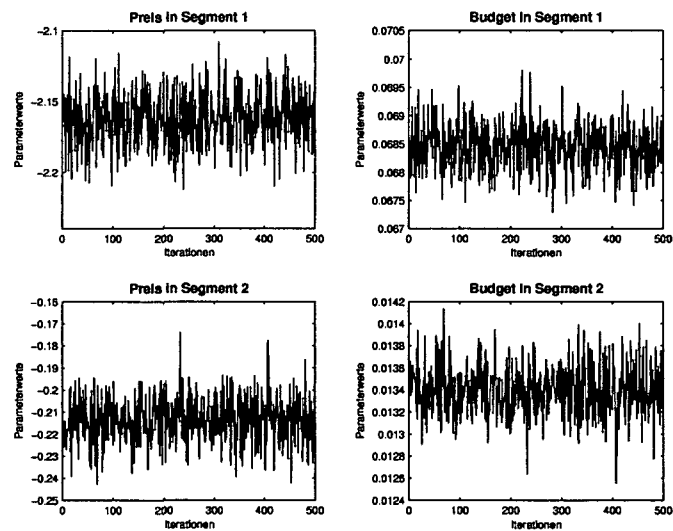 Preis in Segment 1
−2.1
−2.15
−2.2
Parameterwerte
0 100 200 300 400 500
Iterationen
Budget in Segment 1
0.0705
0.07
0.0695
0.069
0.0685
0.068
0.0675
0.067
Parameterwerte
0 100 200 300 400 500
Iterationen
Preis in Segment 2
−0.16
−0.17
−0.18
−0.19
−0.2
−0.21
−0.22
−0.23
−0.24
−0.25
Parameterwerte
0 100 200 300 400 500
Iterationen
Budget in Segment 2
0.0142
0.014
0.0138
0.0136
0.0134
0.0132
0.013
0.0128
0.0126
0.0124
Parameterwerte
0 100 200 300 400 500
Iterationen